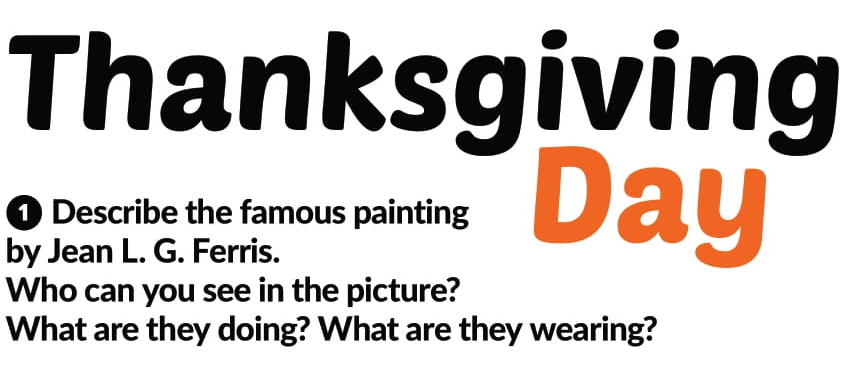 Thanksgiving
Day
1 Describe the famous painting
by Jean L. G. Ferris.
Who can you see in the picture?
What are they doing? What are they wearing?